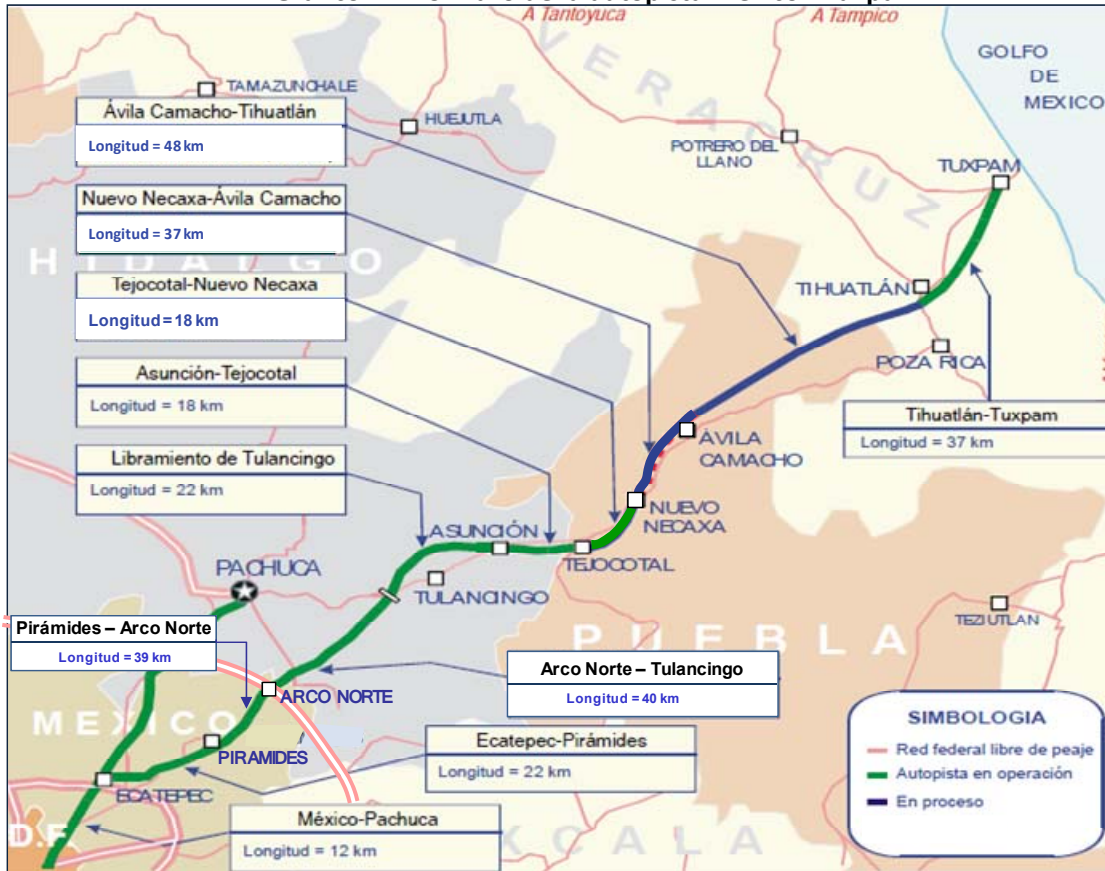 A Tantoyuca
A Tampico
GOLFO
DE
MEXICO
VERACRUZ
TAMAZUNCHALE
Ávila Camacho-Tihuatlán
Longitud = 48 km
HUEJUTLA
POTRERO DEL
LLANO
TUXPAM
Nuevo Necaxa-Ávila Camacho
Longitud = 37 km
HIDALGO
Tejocotal-Nuevo Necaxa
Longitud = 18 km
TIHUATLÁN
POZA RICA
Asunción-Tejocotal
Longitud = 18 km
Tihuatlán-Tuxpam
Longitud = 37 km
ÁVILA
CAMACHO
Libramiento de Tulancingo
Longitud = 22 km
NUEVO
NECAXA
ASUNCIÓN
TEJOCOTAL
PACHUCA
TULANCINGO
TEZIUTLAN
PUEBLA
Pirámides – Arco Norte
Longitud = 39 km
Arco Norte – Tulancingo
Longitud = 40 km
ARCO NORTE
MEXICO
PIRAMIDES
Ecatepec-Pirámides
Longitud = 22 km
ECATEPEC
México-Pachuca
Longitud = 12 km
D.F.
XCALA
SIMBOLOGIA
Red federal libre de peaje
Autopista en operación
En proceso